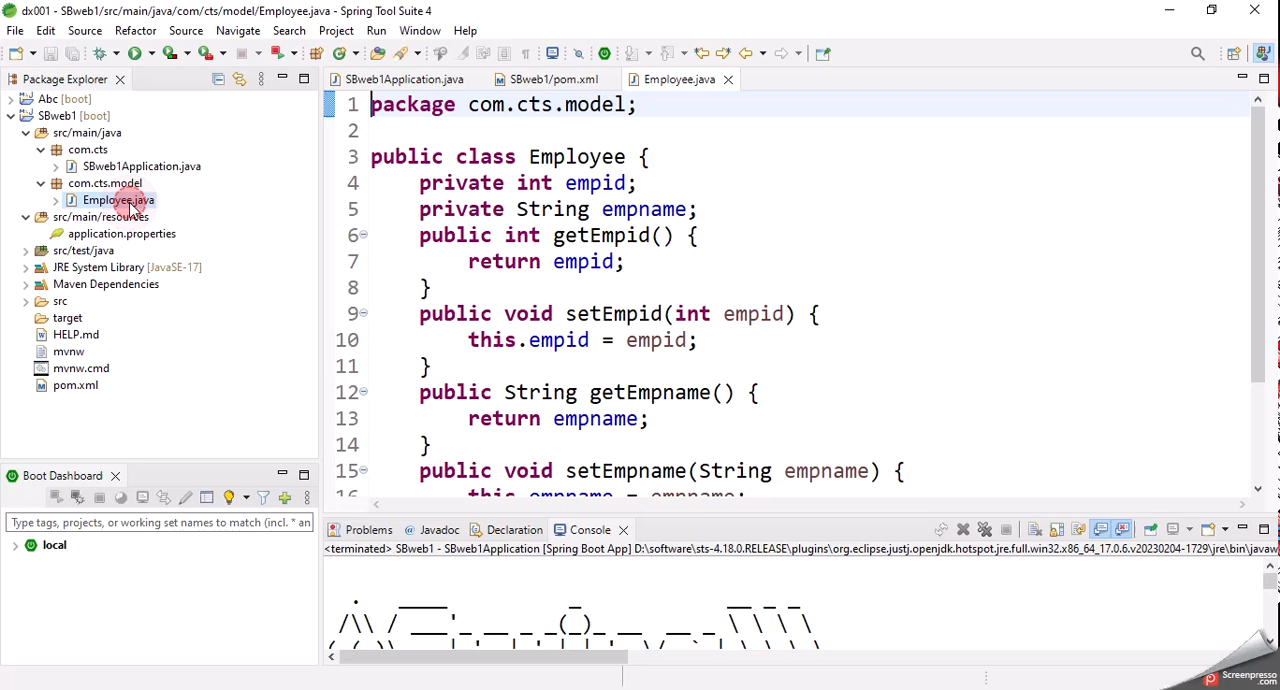 dx001 - SBweb1/src/main/java/com/cts/model/Employee.java - Spring Tool Suite 4
File Edit Source Refactor Source Navigate Search Project Run Window Help
Package Explorer
Abc [boot]
SBweb1 [boot]
src/main/java
com.cts
SBweb1Application.java
com.cts.model
Employee.java
src/main/resources
application.properties
src/test/java
JRE System Library [JavaSE-17]
Maven Dependencies
src
target
HELP.md
mvnw
mvnw.cmd
pom.xml
Boot Dashboard
Type tags, projects, or working set names to match (incl. * an
local
SBweb1Application.java SBweb1/pom.xml Employee.java
1 package com.cts.model;
2
3 public class Employee {
4 private int empid;
5 private String empname;
6 public int getEmpid() {
7 return empid;
8 }
9 public void setEmpid(int empid) {
10 this.empid = empid;
11 }
12 public String getEmpname() {
13 return empname;
14 }
15 public void setEmpname(String empname) {
16 this.empname = empname;
Problems Javadoc Declaration Console
<terminated> SBweb1 - SBweb1Application [Spring Boot App] D:\software\sts-4.18.0.RELEASE\plugins\org.eclipse.justj.openjdk.hotspot.jre.full.win32.x86_64_17.0.6.v20230204-1729\jre\bin\javaw
Screenpresso
.com